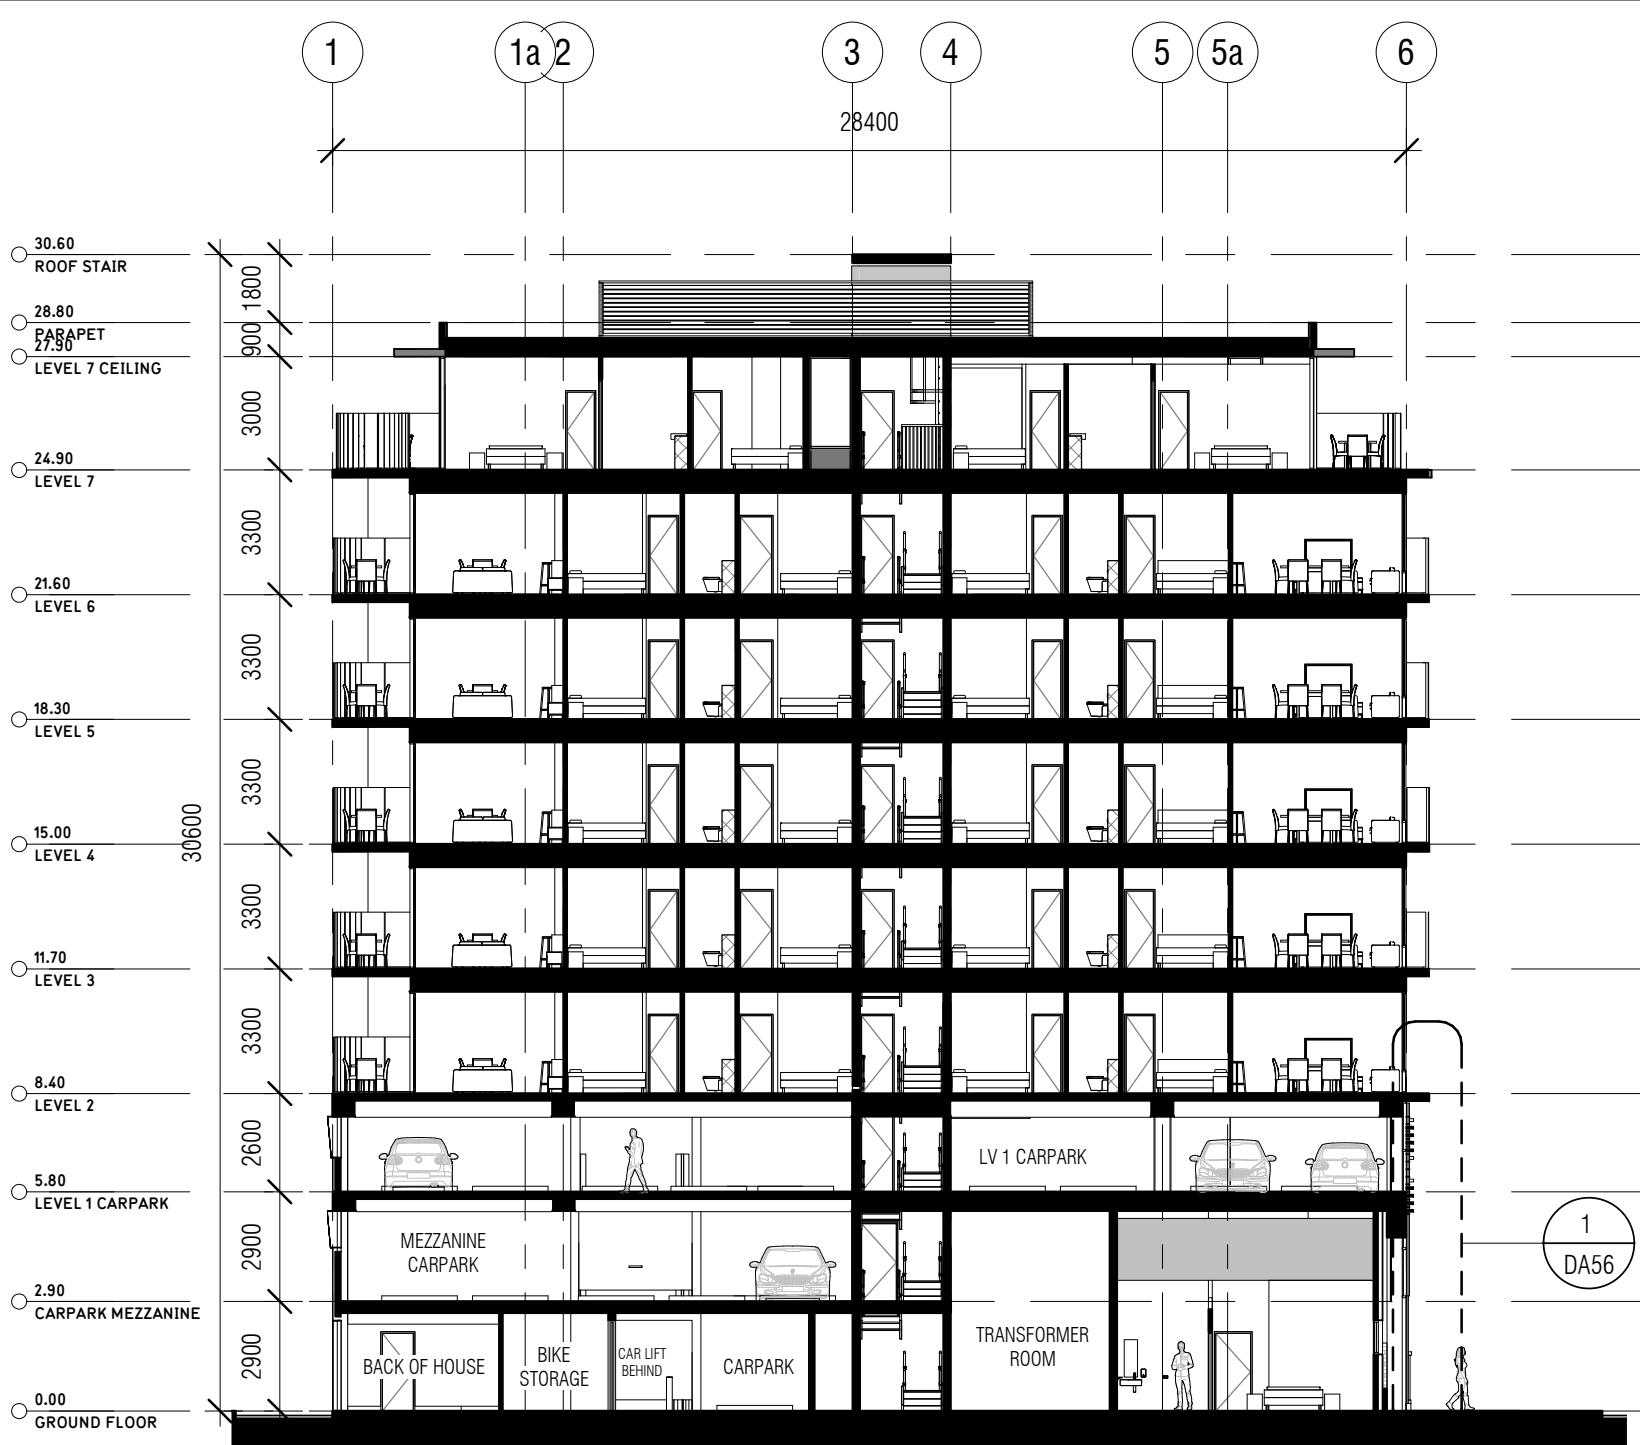 1
1a
2
3
4
5
5a
6
28400
30.60
ROOF STAIR
1800
28.80
PARAPET
900
27.90
LEVEL 7 CEILING
3000
24.90
LEVEL 7
3300
21.60
LEVEL 6
3300
18.30
LEVEL 5
3300
30600
15.00
LEVEL 4
3300
11.70
LEVEL 3
3300
8.40
LEVEL 2
2600
LV 1 CARPARK
5.80
LEVEL 1 CARPARK
2900
MEZZANINE
CARPARK
1
DA56
2.90
CARPARK MEZZANINE
2900
BACK OF HOUSE
BIKE
STORAGE
CAR LIFT
BEHIND
CARPARK
TRANSFORMER
ROOM
0.00
GROUND FLOOR